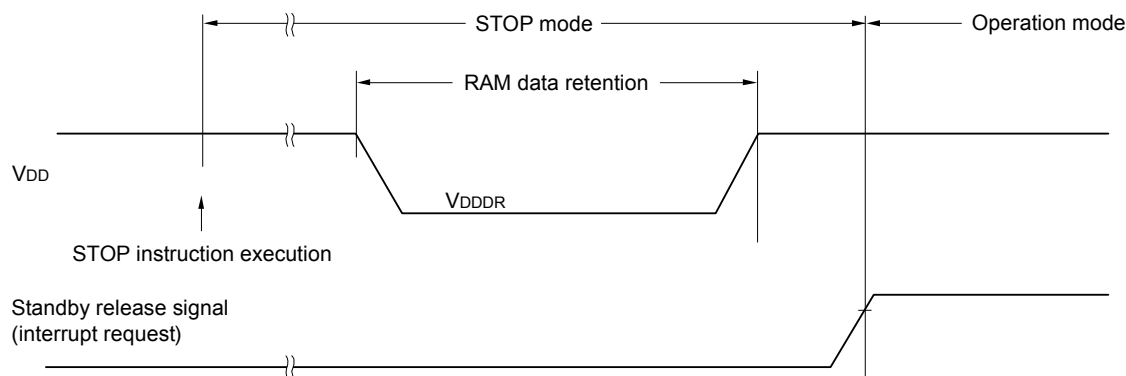 STOP mode
Operation mode
RAM data retention
VDD
VDDDR
STOP instruction execution
Standby release signal
(interrupt request)